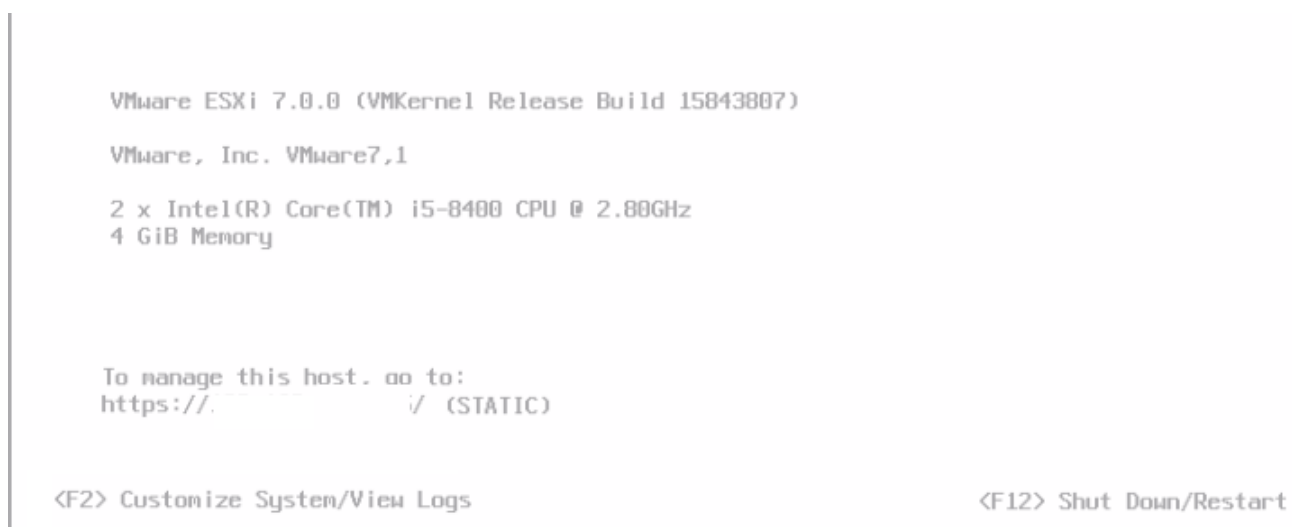 VMware ESXi 7.0.0 (VMKernel Release Build 15843807)
VMware, Inc. VMware7,1
2 x Intel(R) Core(TM) i5-8400 CPU @ 2.80GHz
4 GiB Memory
To manage this host, go to:
https:// / (STATIC)
<F2> Customize System/View Logs
<F12> Shut Down/Restart